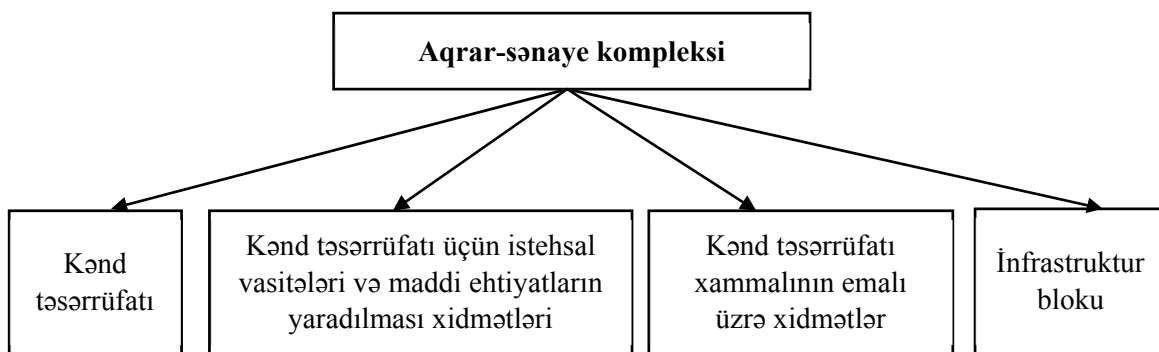 Aqrar-sənaye kompleksi
Kənd
təsərrüfatı
Kənd təsərrüfatı üçün istehsal
vasitələri və maddi ehtiyatların
yaradılması xidmətləri
Kənd təsərrüfatı
xammalının emalı
üzrə xidmətlər
İnfrastruktur
bloku